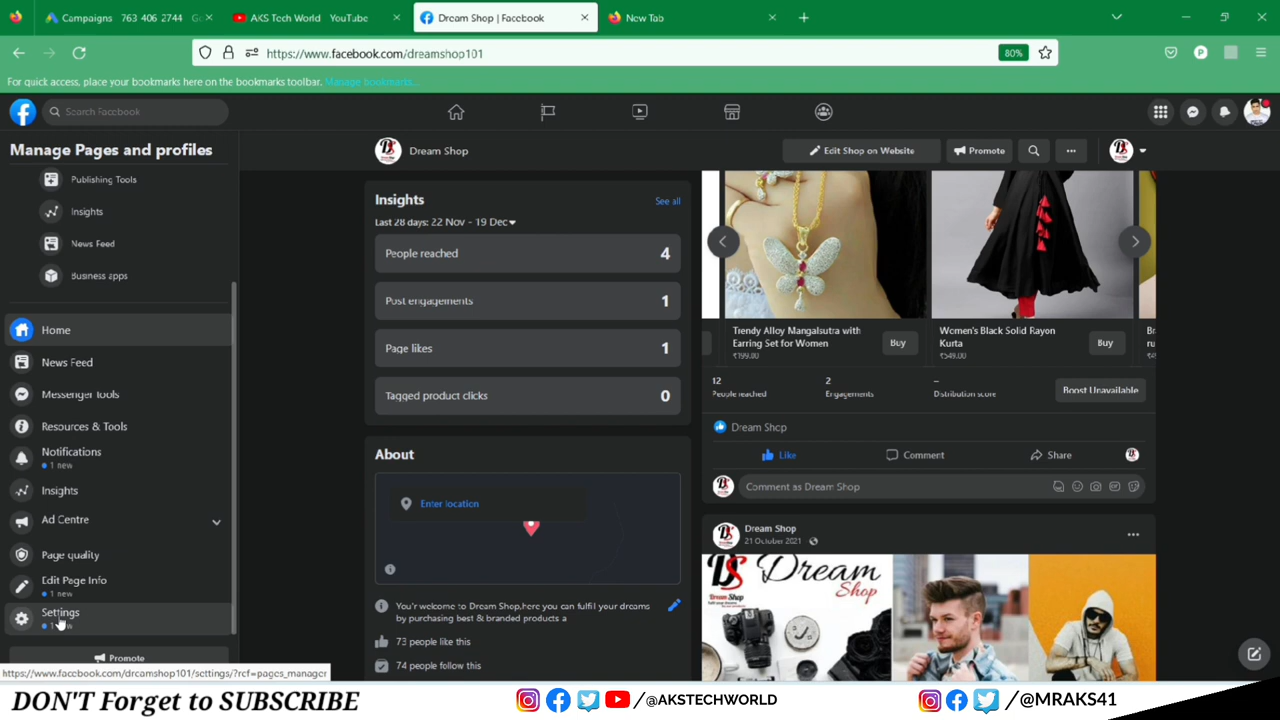 Campaigns 763-406-2744 Go
AKS Tech World YouTube
Dream Shop | Facebook
New Tab
https://www.facebook.com/dreamshop101
80%
For quick access, place your bookmarks here on the bookmarks toolbar. Manage bookmarks...
Search Facebook
Manage Pages and profiles
Publishing Tools
Insights
News Feed
Business apps
Home
News Feed
Messenger Tools
Resources & Tools
Notifications
1 new
Insights
Ad Centre
Page quality
Edit Page Info
1 new
Settings
Promote
https://www.facebook.com/dreamshop101/settings/?ref=pages_manager
Dream Shop
Edit Shop on Website
Promote
Insights
See all
Last 28 days: 22 Nov - 19 Dec
People reached 4
Post engagements 1
Page likes 1
Tagged product clicks 0
About
Enter location
You'r welcome to Dream Shop,here you can fulfil your dreams
by purchasing best & branded products a
73 people like this
74 people follow this
Trendy Alloy Mangalsutra with
Earring Set for Women
₹199.00
Buy
Women's Black Solid Rayon
Kurta
₹549.00
Buy
12
People reached
2
Engagements
–
Distribution score
Boost Unavailable
Dream Shop
Like
Comment
Share
Comment as Dream Shop
Dream Shop
21 October 2021
Dream
Shop
DON'T Forget to SUBSCRIBE
/@AKSTECHWORLD
/@MRAKS41